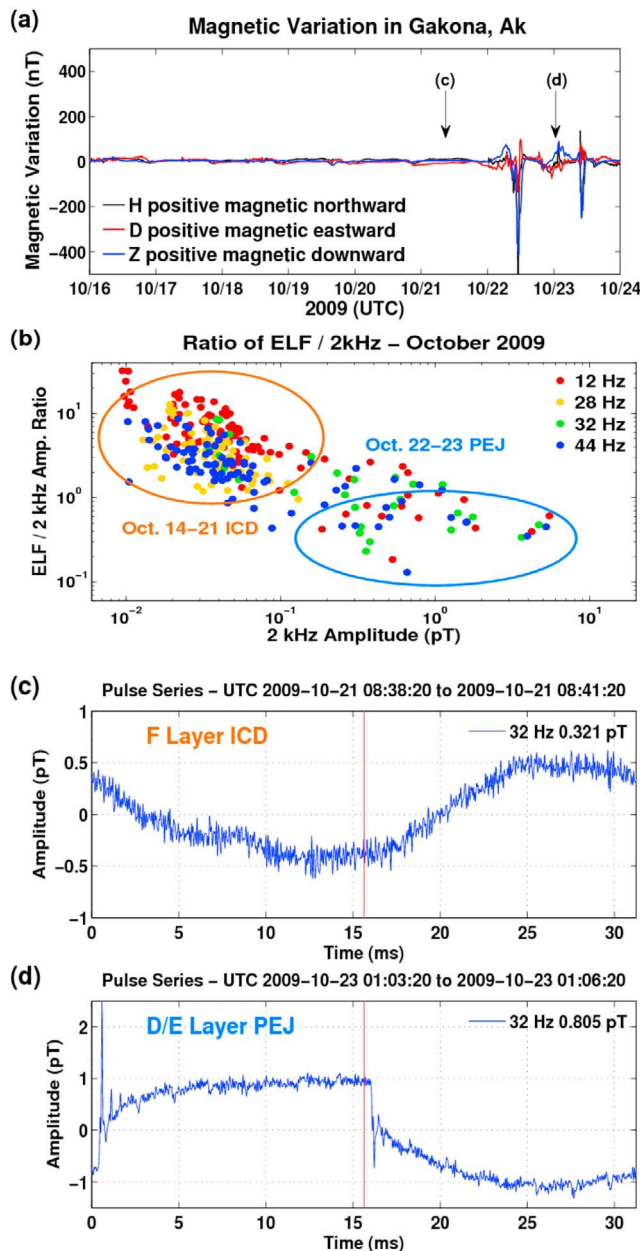 (a)
Magnetic Variation in Gakona, Ak
Magnetic Variation (nT)
400
200
0
−200
−400
(c)
(d)
H positive magnetic northward
D positive magnetic eastward
Z positive magnetic downward
10/16 10/17 10/18 10/19 10/20 10/21 10/22 10/23 10/24
2009 (UTC)
(b)
Ratio of ELF / 2kHz − October 2009
ELF / 2 kHz Amp. Ratio
10^1
10^0
10^−1
12 Hz
28 Hz
32 Hz
44 Hz
Oct. 22−23 PEJ
Oct. 14−21 ICD
10^−2 10^−1 10^0 10^1
2 kHz Amplitude (pT)
(c)
Pulse Series − UTC 2009−10−21 08:38:20 to 2009−10−21 08:41:20
Amplitude (pT)
1
0.5
0
−0.5
−1
F Layer ICD
32 Hz 0.321 pT
0 5 10 15 20 25 30
Time (ms)
(d)
Pulse Series − UTC 2009−10−23 01:03:20 to 2009−10−23 01:06:20
Amplitude (pT)
2
1
0
−1
D/E Layer PEJ
32 Hz 0.805 pT
0 5 10 15 20 25 30
Time (ms)